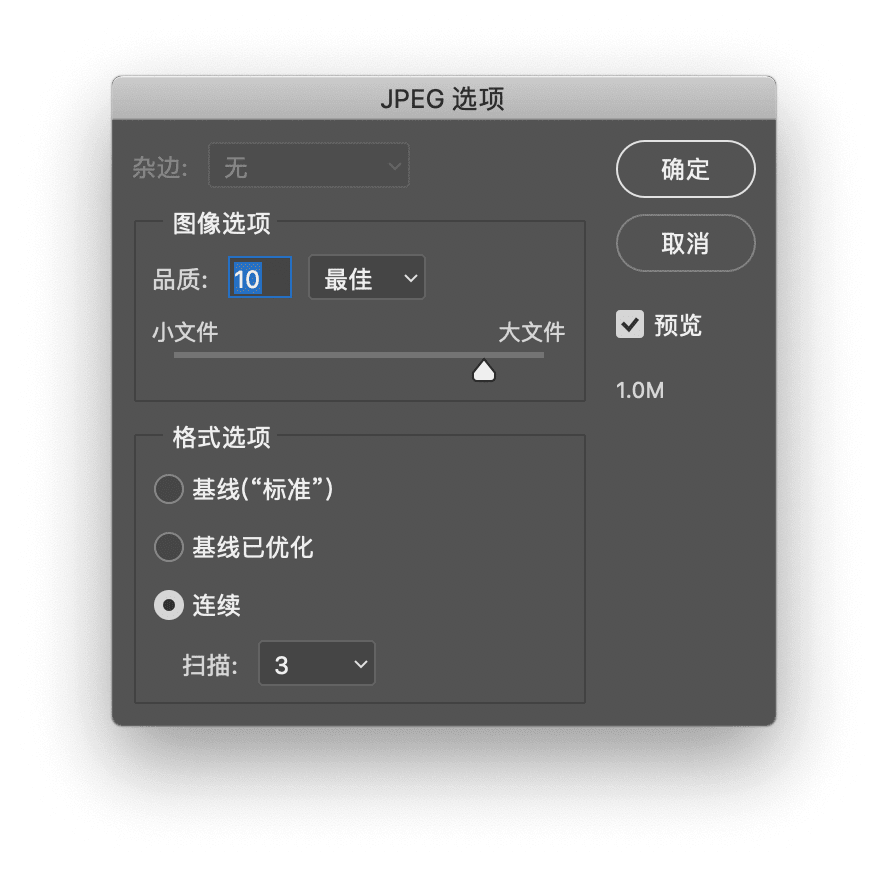 JPEG 选项
杂边: 无
确定
图像选项
取消
品质: 10 最佳
小文件 大文件
预览
1.0M
格式选项
基线(“标准”)
基线已优化
连续
扫描: 3